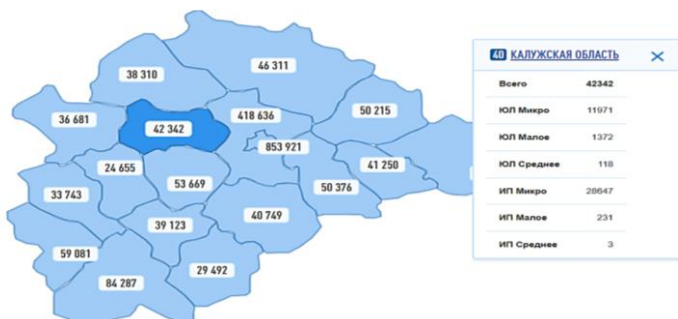 46 311
38 310
50 215
418 636
36 681
42 342
853 921
41 250
24 655
53 669
50 376
33 743
40 749
39 123
59 081
29 492
84 287
40 КАЛУЖСКАЯ ОБЛАСТЬ ×
Всего 42342
ЮЛ Микро 11971
ЮЛ Малое 1372
ЮЛ Среднее 118
ИП Микро 28647
ИП Малое 231
ИП Среднее 3